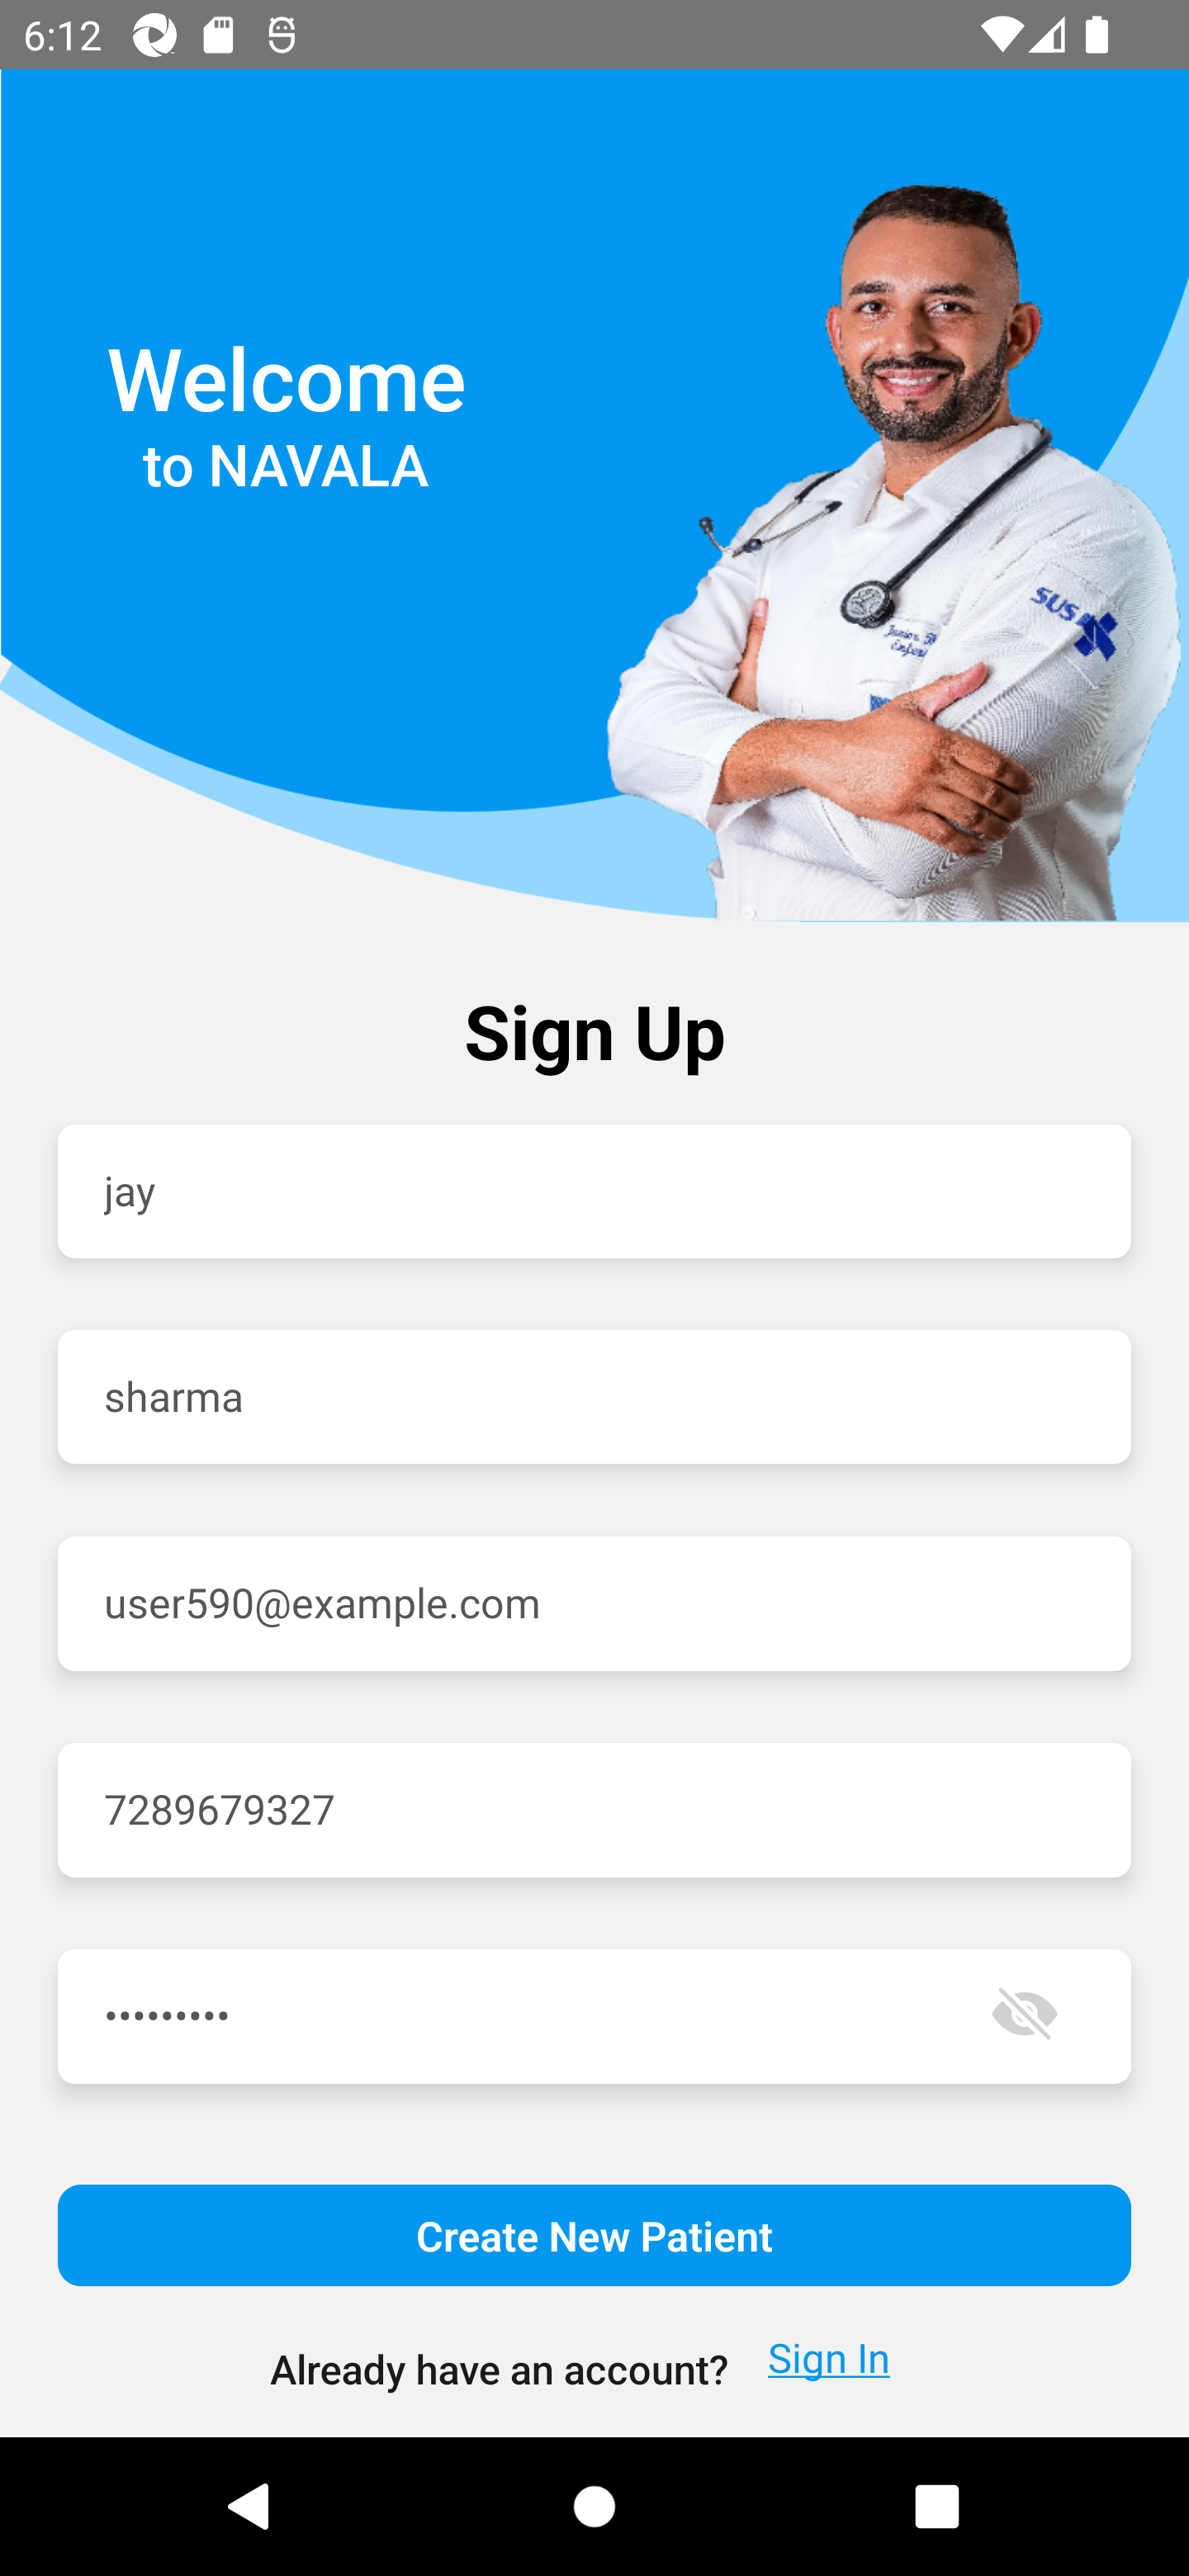 6:12
Welcome
to NAVALA
SUS
Sign Up
jay
sharma
user590@example.com
7289679327
•••••••••
Create New Patient
Already have an account? Sign In